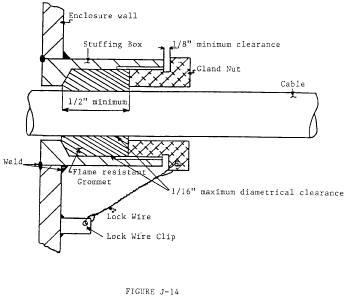 Enclosure wall
Stuffing Box
1/8" minimum clearance
Gland Nut
Cable
1/2" minimum
Weld
Flame resistant
Grommet
1/16" maximum diametrical clearance
Lock Wire
Lock Wire Clip
FIGURE J-14